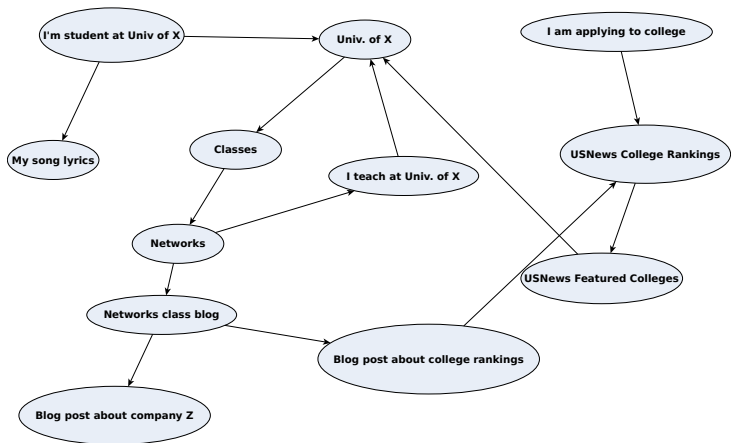 I'm student at Univ of X
Univ. of X
I am applying to college
My song lyrics
Classes
USNews College Rankings
I teach at Univ. of X
Networks
USNews Featured Colleges
Networks class blog
Blog post about college rankings
Blog post about company Z